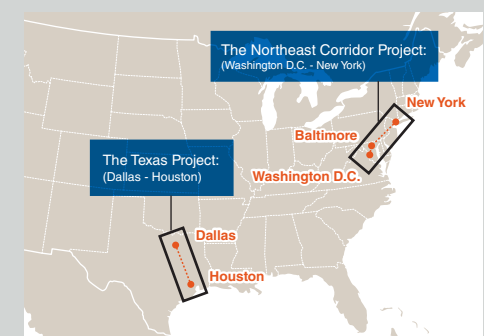 The Northeast Corridor Project:
(Washington D.C. - New York)
New York
Baltimore
Washington D.C.
The Texas Project:
(Dallas - Houston)
Dallas
Houston